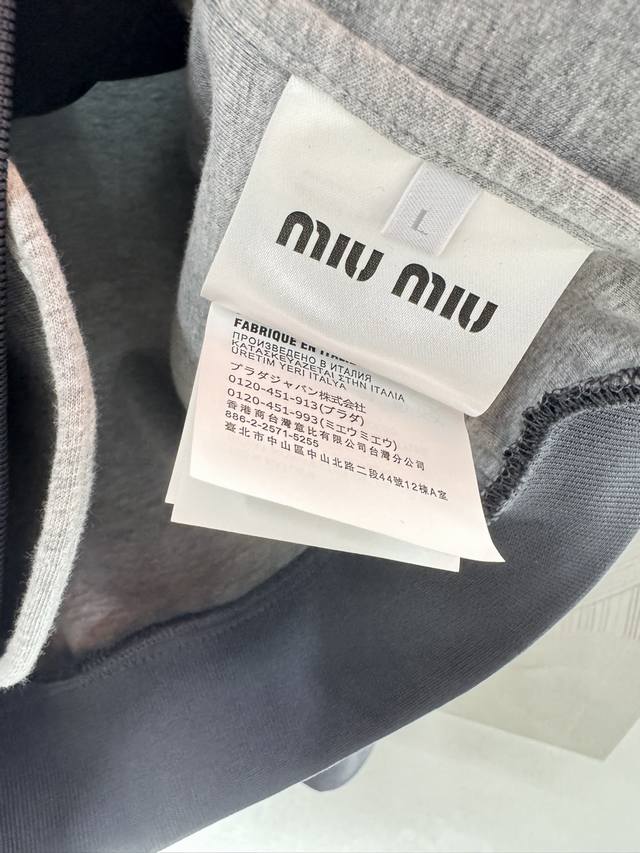 L
miu miu
FABRIQUE EN ITALIE
ПРОИЗВЕДЕНО В ИТАЛИЯ
ΚΑΤΑΣΚΕΥΑΖΕΤΑΙ ΣΤΗΝ ΙΤΑΛΙΑ
ÜRETIM YERI ITALYA
プラダジャパン株式会社
0120-451-913(プラダ)
0120-451-993(ミエウミエウ)
香港商台灣意比有限公司台灣分公司
886-2-2571-5255
臺北市中山區中山北路二段44號12樓A室